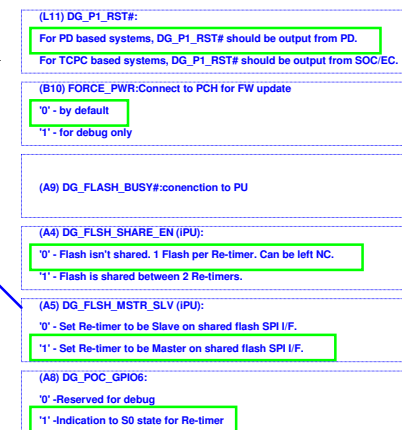 (L11) DG_P1_RST#:
For PD based systems, DG_P1_RST# should be output from PD.
For TCPC based systems, DG_P1_RST# should be output from SOC/EC.
(B10) FORCE_PWR:Connect to PCH for FW update
'0' - by default
'1' - for debug only
(A9) DG_FLASH_BUSY#:conenction to PU
(A4) DG_FLSH_SHARE_EN (iPU):
'0' - Flash isn't shared. 1 Flash per Re-timer. Can be left NC.
'1' - Flash is shared between 2 Re-timers.
(A5) DG_FLSH_MSTR_SLV (iPU):
'0' - Set Re-timer to be Slave on shared flash SPI I/F.
'1' - Set Re-timer to be Master on shared flash SPI I/F.
(A8) DG_POC_GPIO6:
'0' -Reserved for debug
'1' -Indication to S0 state for Re-timer